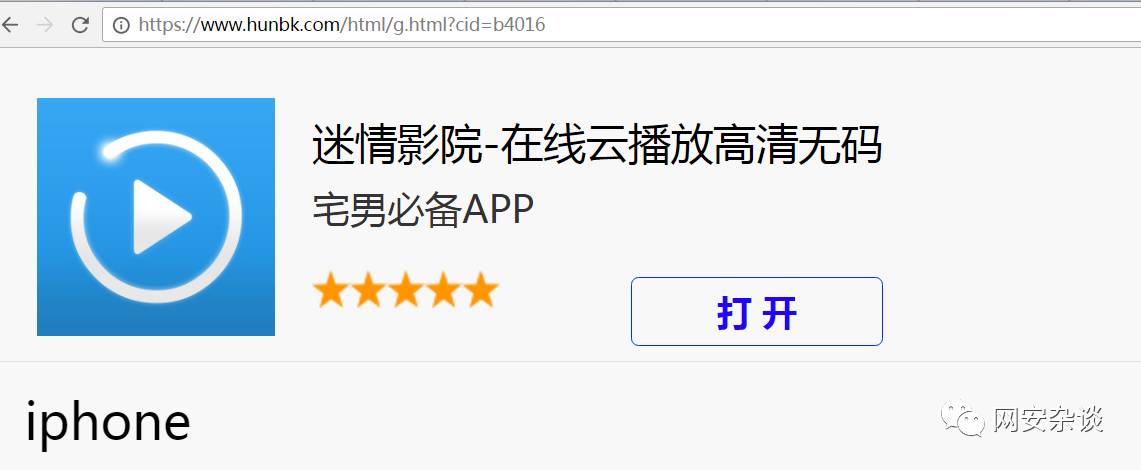 https://www.hunbk.com/html/g.html?cid=b4016
迷情影院-在线云播放高清无码
宅男必备APP
打 开
iphone
网安杂谈